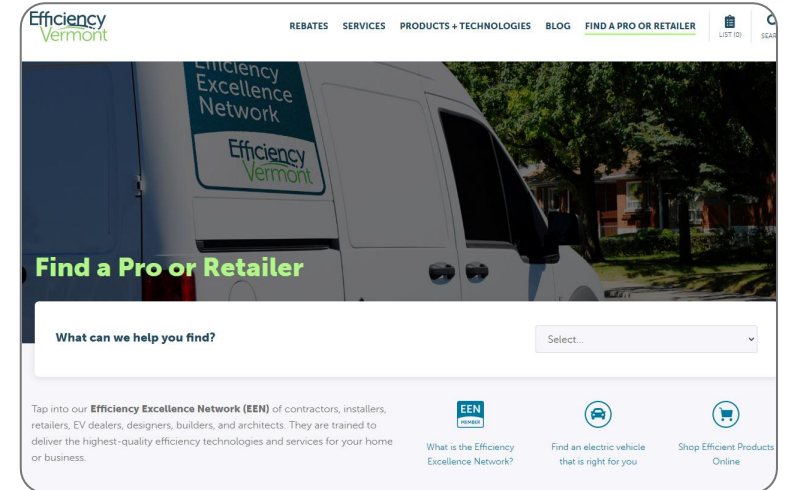 Efficiency
Vermont
REBATES SERVICES PRODUCTS + TECHNOLOGIES BLOG FIND A PRO OR RETAILER
LIST (0)
Efficiency
Excellence
Network
Efficiency
Vermont
Find a Pro or Retailer
What can we help you find?
Select...
Tap into our Efficiency Excellence Network (EEN) of contractors, installers,
retailers, EV dealers, designers, builders, and architects. They are trained to
deliver the highest-quality efficiency technologies and services for your home
or business.
EEN
MEMBER
What is the Efficiency
Excellence Network?
Find an electric vehicle
that is right for you
Shop Efficient Products
Online